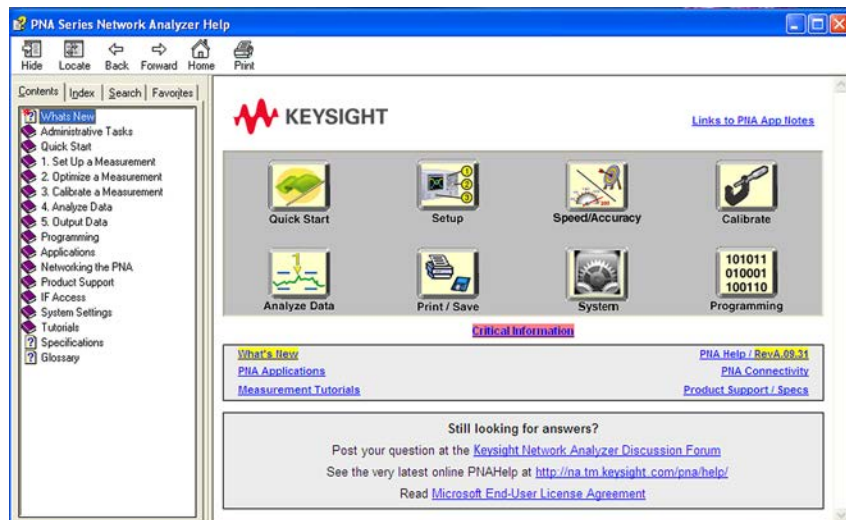 PNA Series Network Analyzer Help
Hide Locate Back Forward Home Print
Contents Index Search Favorites
Whats New
Administrative Tasks
Quick Start
1. Set Up a Measurement
2. Optimize a Measurement
3. Calibrate a Measurement
4. Analyze Data
5. Output Data
Programming
Applications
Networking the PNA
Product Support
IF Access
System Settings
Tutorials
Specifications
Glossary
KEYSIGHT
Links to PNA App Notes
1
2
3
Quick Start Setup Speed/Accuracy Calibrate
1
101011
010001
100110
Analyze Data Print / Save System Programming
Critical Information
What's New PNA Help / RevA.09.31
PNA Applications PNA Connectivity
Measurement Tutorials Product Support / Specs
Still looking for answers?
Post your question at the Keysight Network Analyzer Discussion Forum
See the very latest online PNAHelp at http://na.tm.keysight.com/pna/help/
Read Microsoft End-User License Agreement